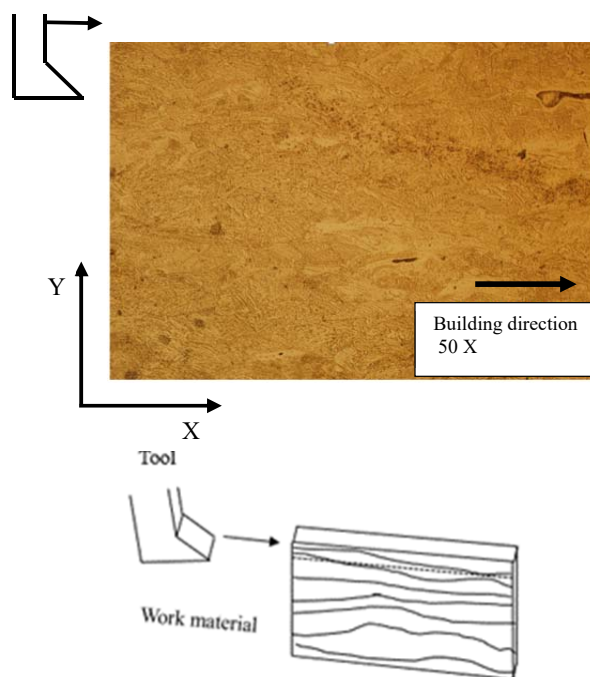 Y
Building direction
50 X
X
Tool
Work material